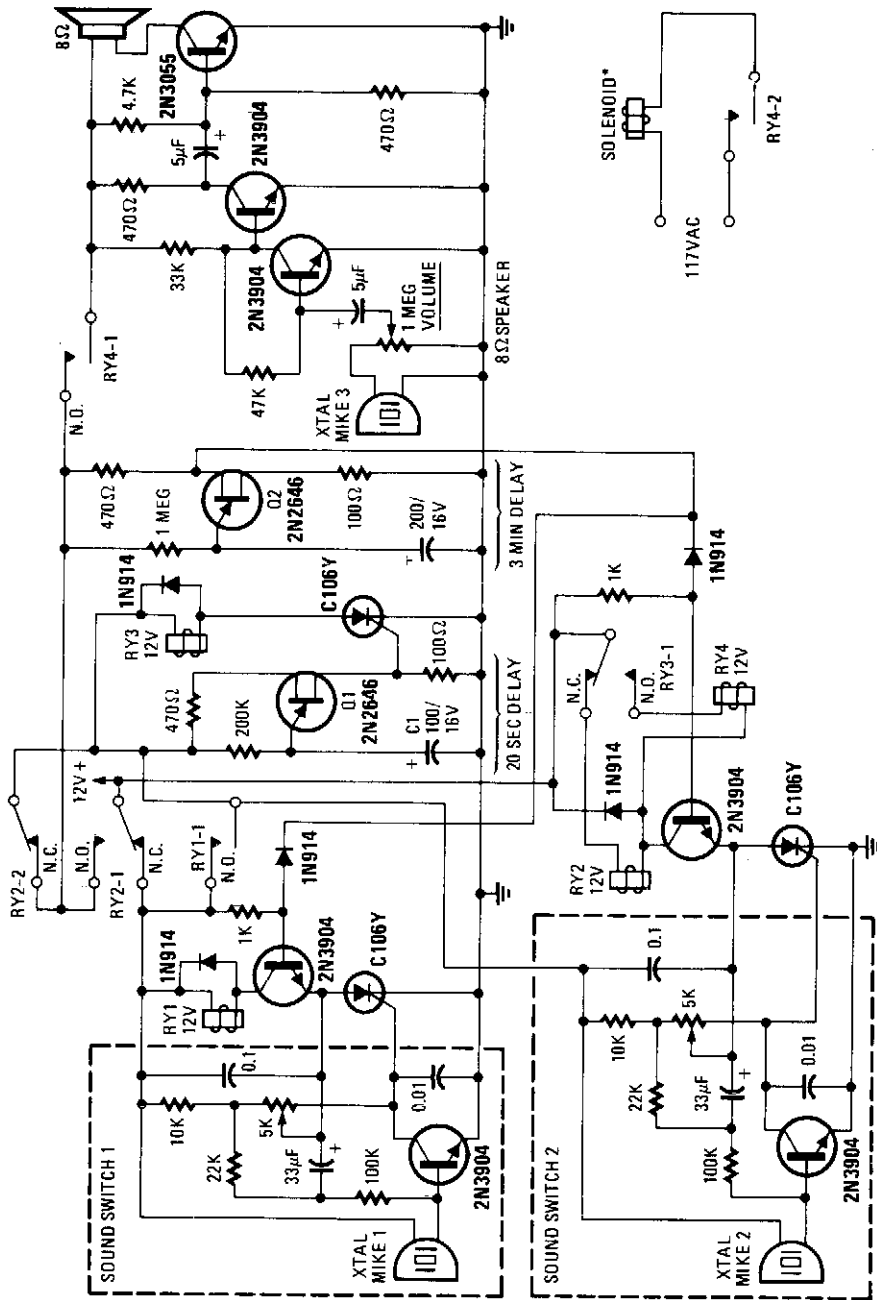 8Ω
4.7K
2N3055
470Ω
5µF
+
2N3904
470Ω
33K
2N3904
5µF
+
1 MEG
VOLUME
47K
XTAL
MIKE 3
8Ω SPEAKER
RY4-1
N.O.
SOLENOID*
117VAC
RY4-2
470Ω
1 MEG
Q2
2N2646
100Ω
200/
16V
+
3 MIN DELAY
1N914
RY3
12V
C106Y
470Ω
200K
Q1
2N2646
100Ω
C1
100/
16V
+
20 SEC DELAY
12V+
RY2-2
N.C.
N.O.
RY2-1
N.C.
RY1-1
N.O.
1N914
1K
1N914
RY1
12V
2N3904
C106Y
SOUND SWITCH 1
0.1
10K
22K
5K
33µF
+
0.01
100K
2N3904
XTAL
MIKE 1
1N914
1K
N.C.
N.O.
RY3-1
RY4
12V
1N914
RY2
12V
2N3904
C106Y
SOUND SWITCH 2
0.1
10K
22K
5K
33µF
+
0.01
100K
2N3904
XTAL
MIKE 2